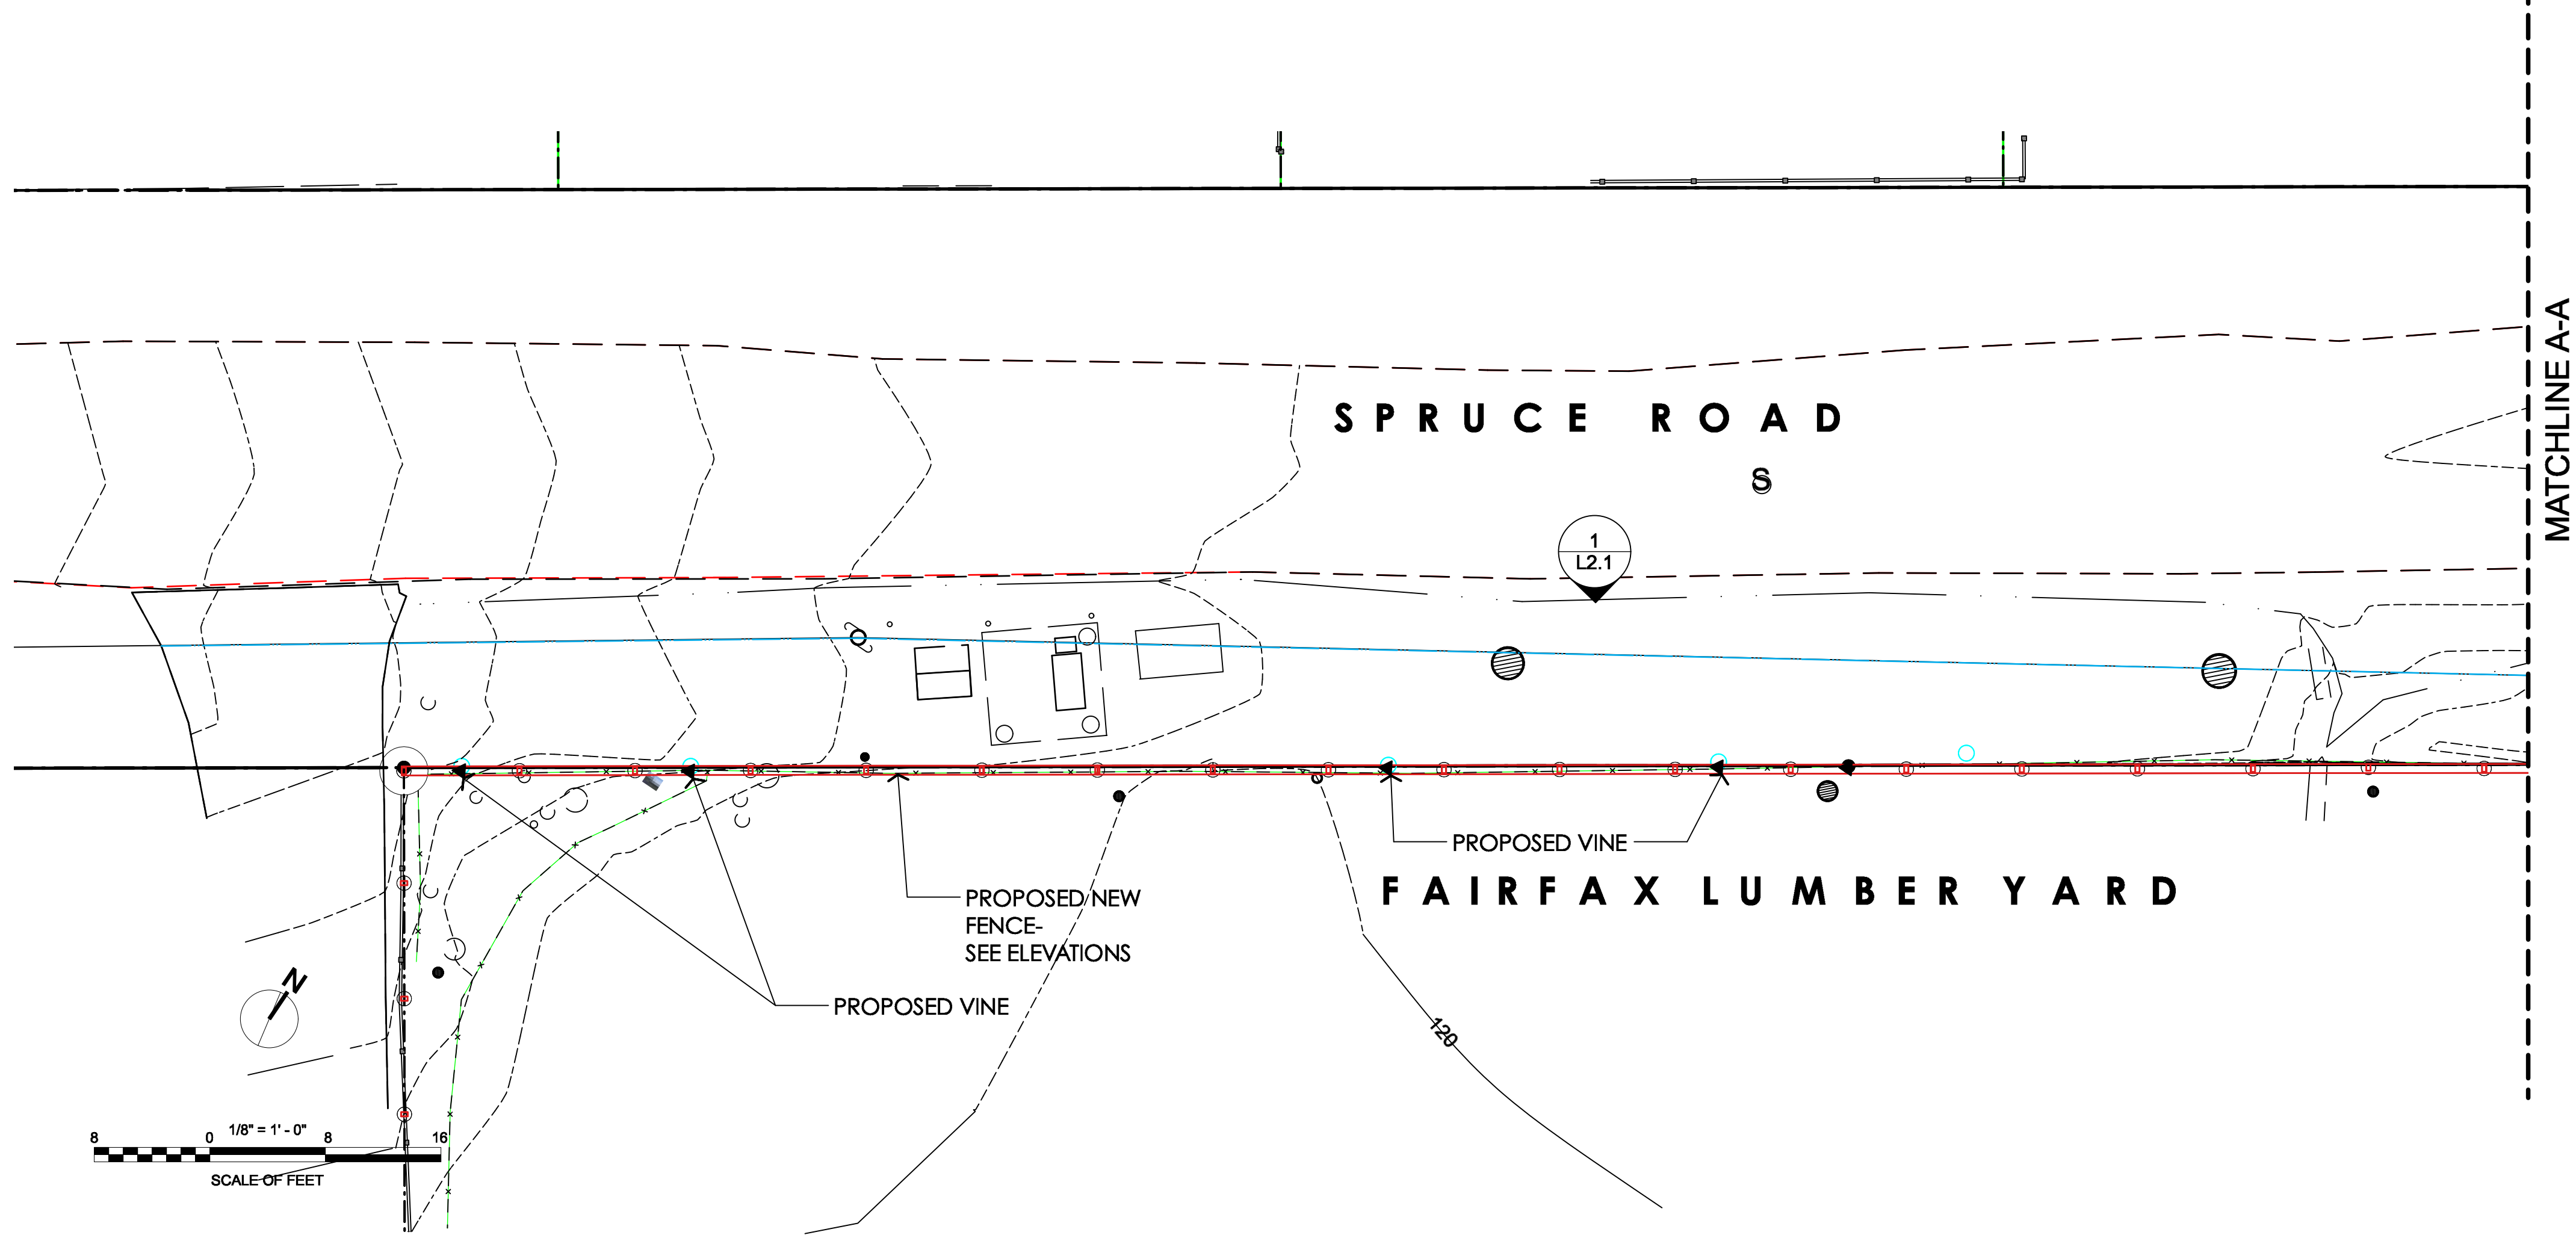 MATCHLINE A-A
SPRUCE ROAD
S
1
L2.1
PROPOSED VINE
FAIRFAX LUMBER YARD
PROPOSED NEW
FENCE-
SEE ELEVATIONS
N
PROPOSED VINE
120
8 0 1/8" = 1' - 0" 8 16
SCALE OF FEET